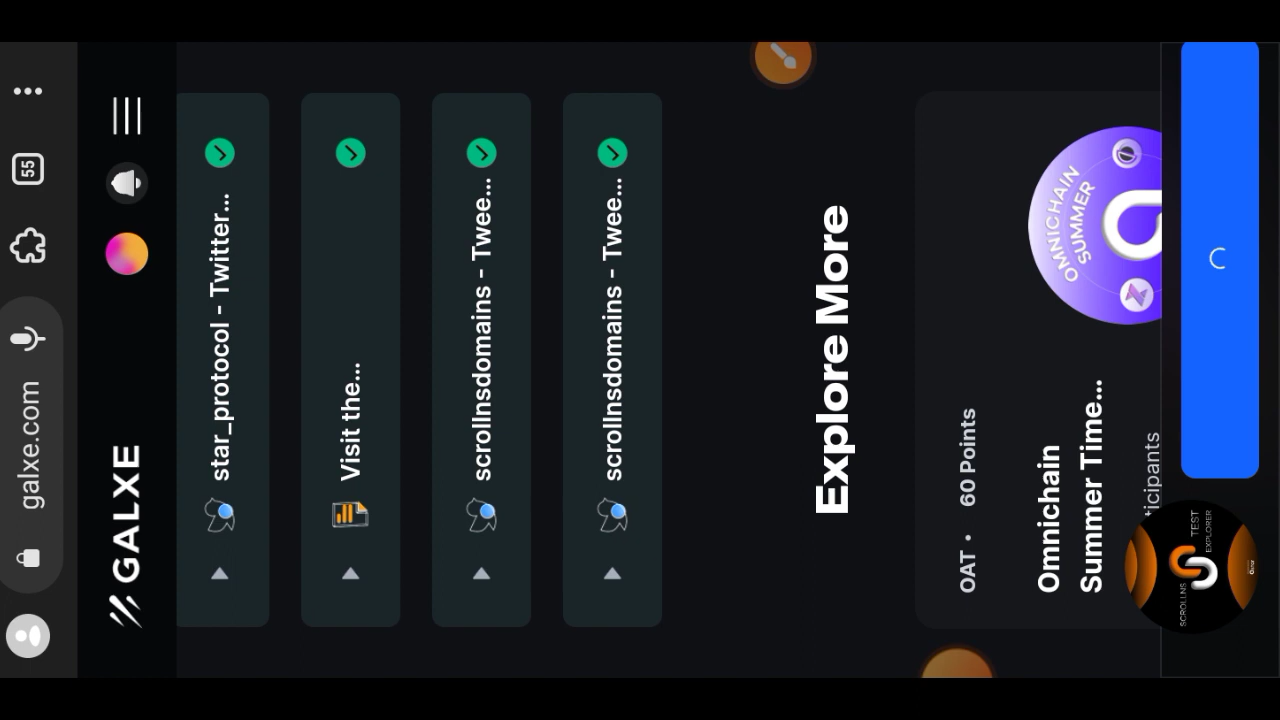 galxe.com
55
GALXE
star_protocol - Twitter...
Visit the...
scrollnsdomains - Twee...
scrollnsdomains - Twee...
Explore More
OAT • 60 Points
OMNICHAIN
SUMMER
Omnichain
Summer Time...
ticipants
SCROLLNS
TEST
EXPLORER